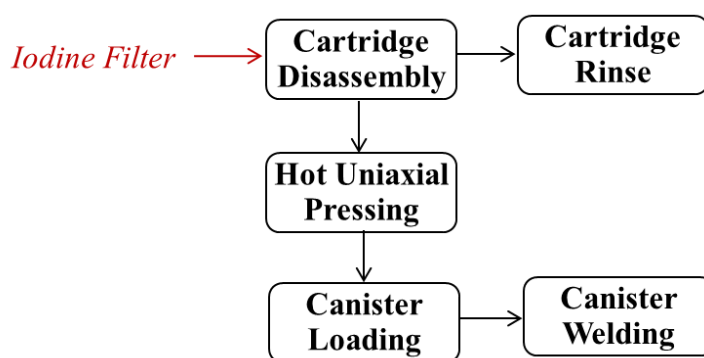 Iodine Filter
Cartridge
Disassembly
Cartridge
Rinse
Hot Uniaxial
Pressing
Canister
Loading
Canister
Welding